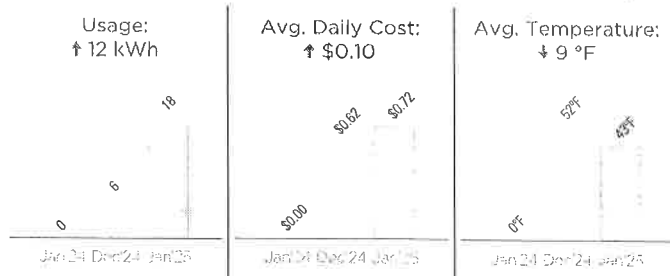 Usage:
↑ 12 kWh
0
6
18
Jan'24 Dec'24 Jan'25
Avg. Daily Cost:
↑ $0.10
$0.00
$0.62
$0.72
Jan'24 Dec'24 Jan'25
Avg. Temperature:
↓ 9 °F
0°F
52°F
43°F
Jan'24 Dec'24 Jan'25